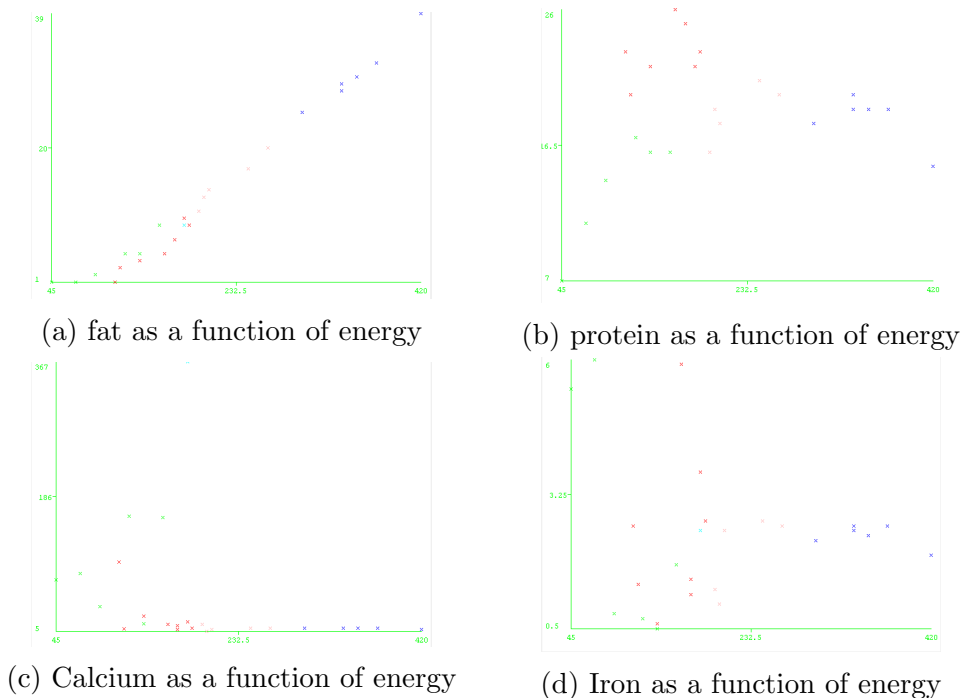 39
20
1
45 232.5 420
(a) fat as a function of energy
26
16.5
7
45 232.5 420
(b) protein as a function of energy
367
186
5
45 232.5 420
(c) Calcium as a function of energy
6
3.25
0.5
45 232.5 420
(d) Iron as a function of energy